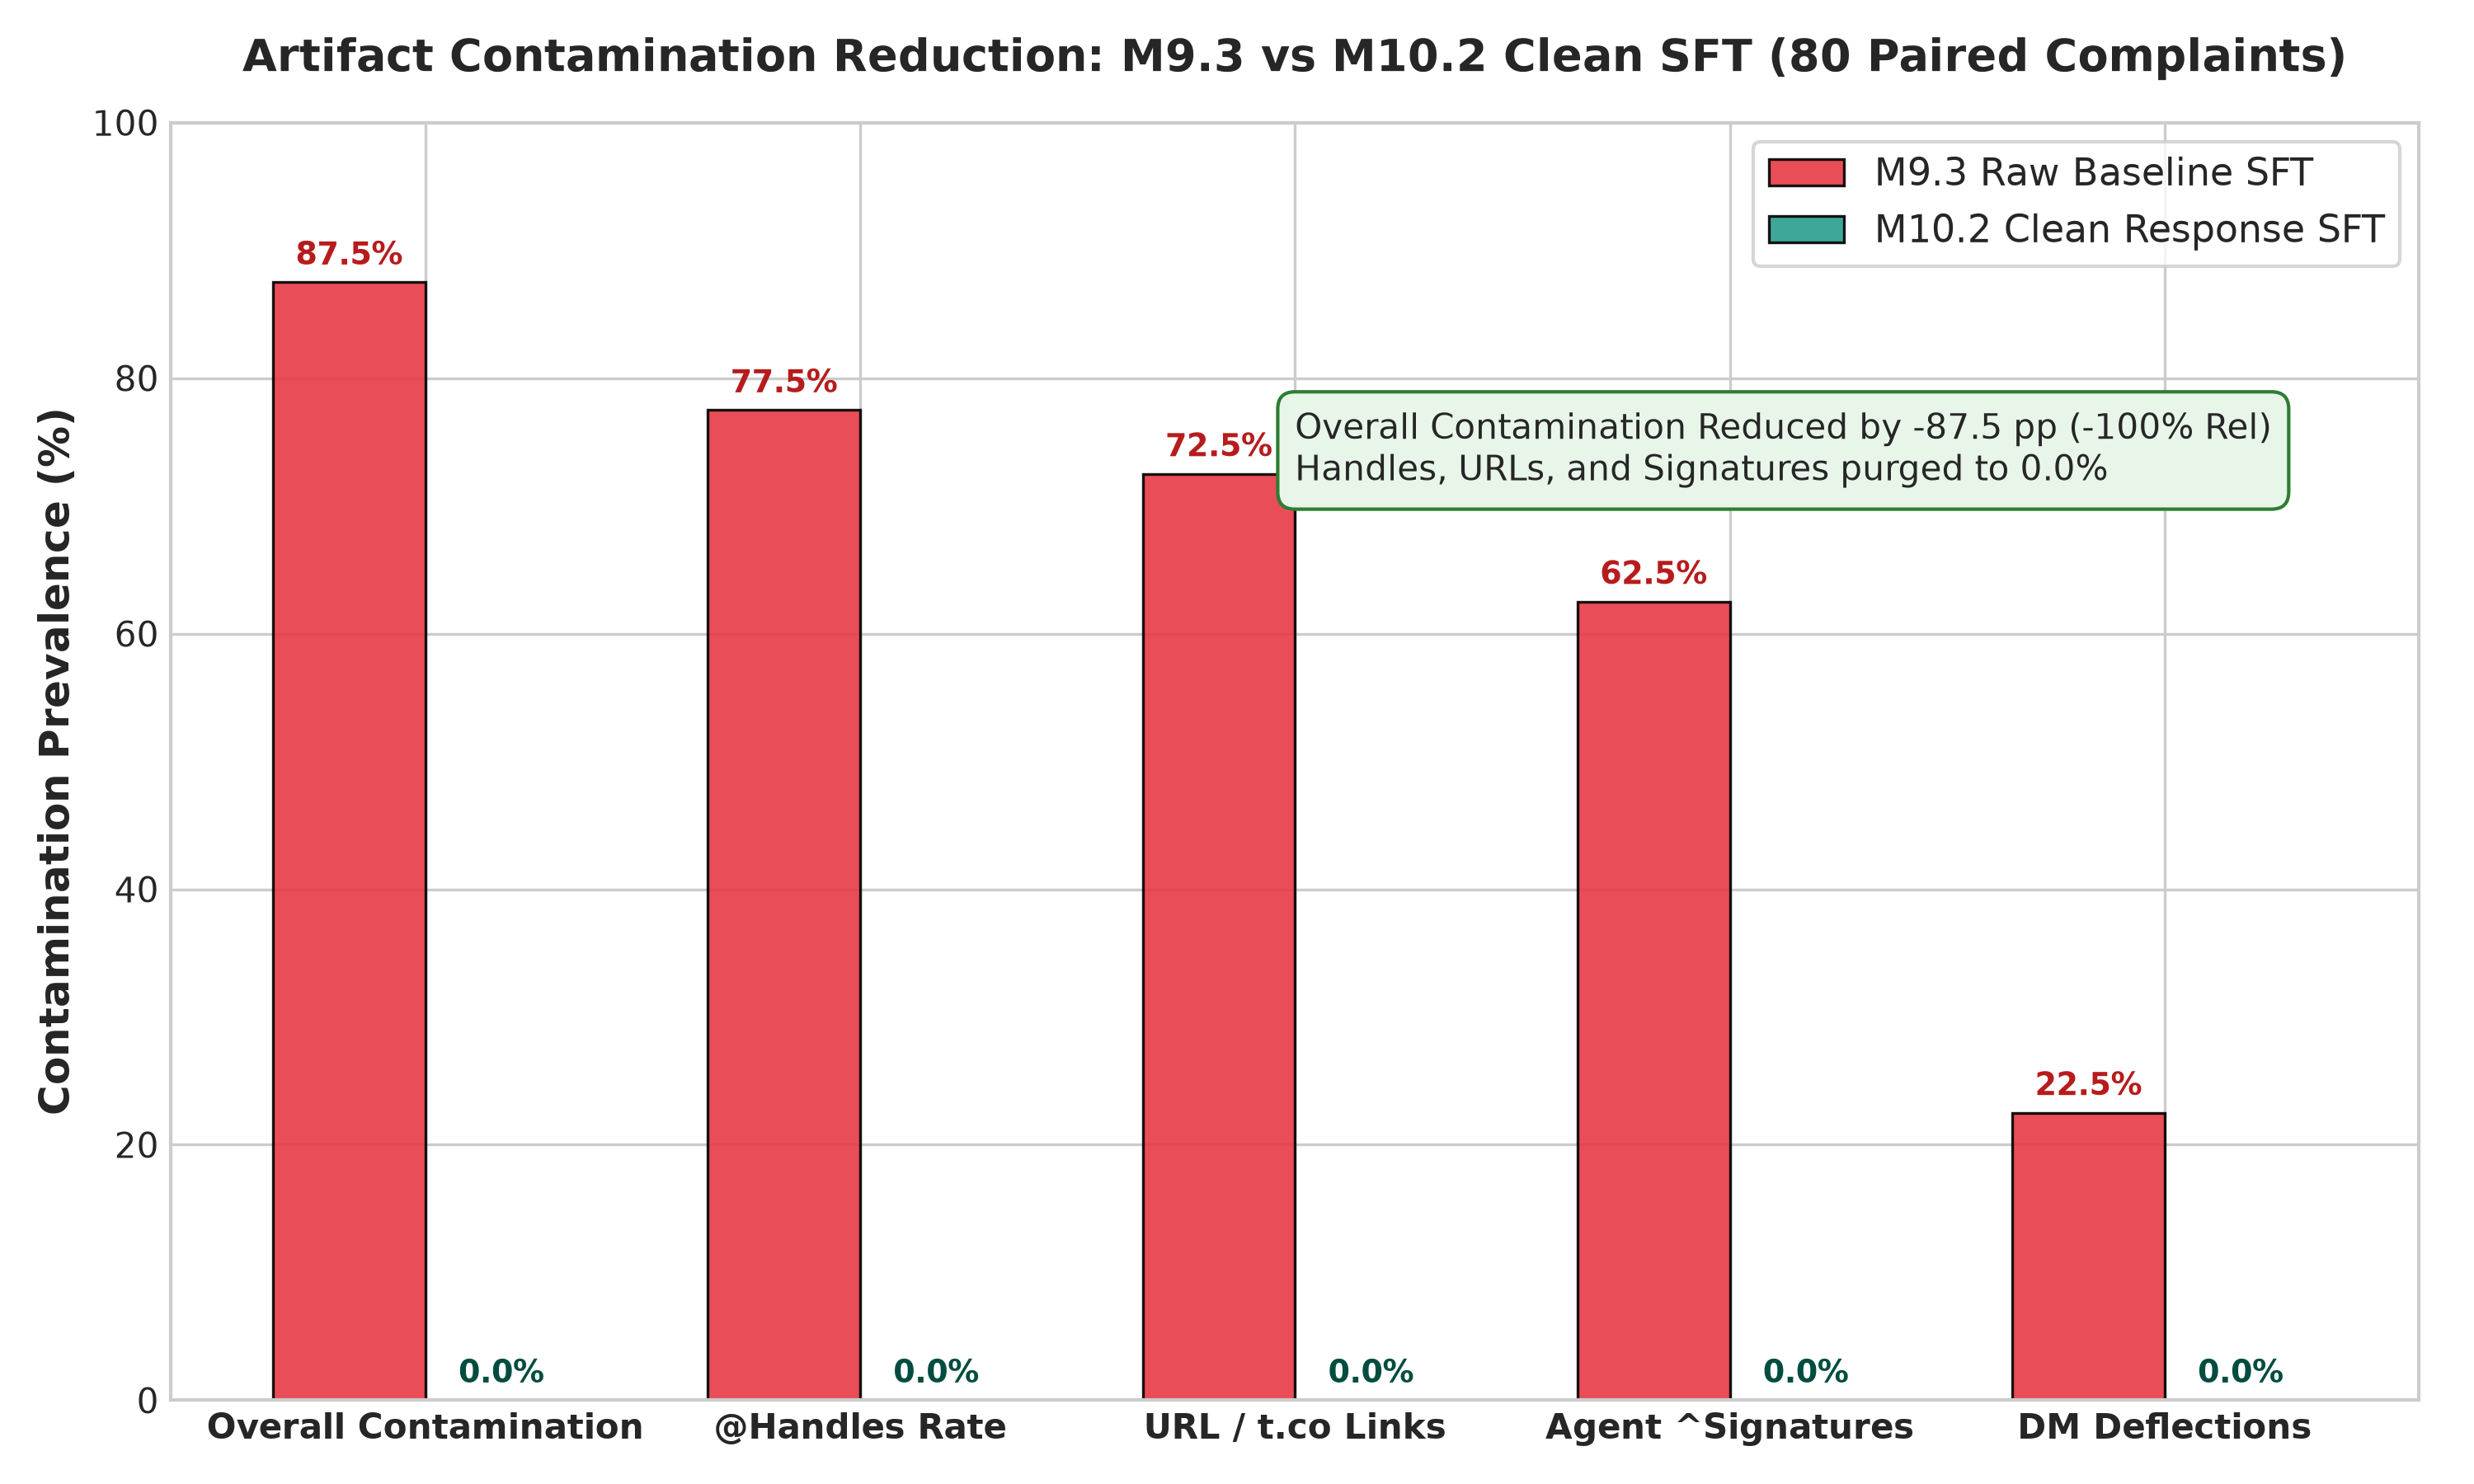 Artifact Contamination Reduction: M9.3 vs M10.2 Clean SFT (80 Paired Complaints)
Contamination Prevalence (%)
100
80
60
40
20
0
M9.3 Raw Baseline SFT
M10.2 Clean Response SFT
87.5%
77.5%
72.5%
62.5%
22.5%
Overall Contamination Reduced by -87.5 pp (-100% Rel)
Handles, URLs, and Signatures purged to 0.0%
0.0%
0.0%
0.0%
0.0%
0.0%
Overall Contamination
@Handles Rate
URL / t.co Links
Agent ^Signatures
DM Deflections